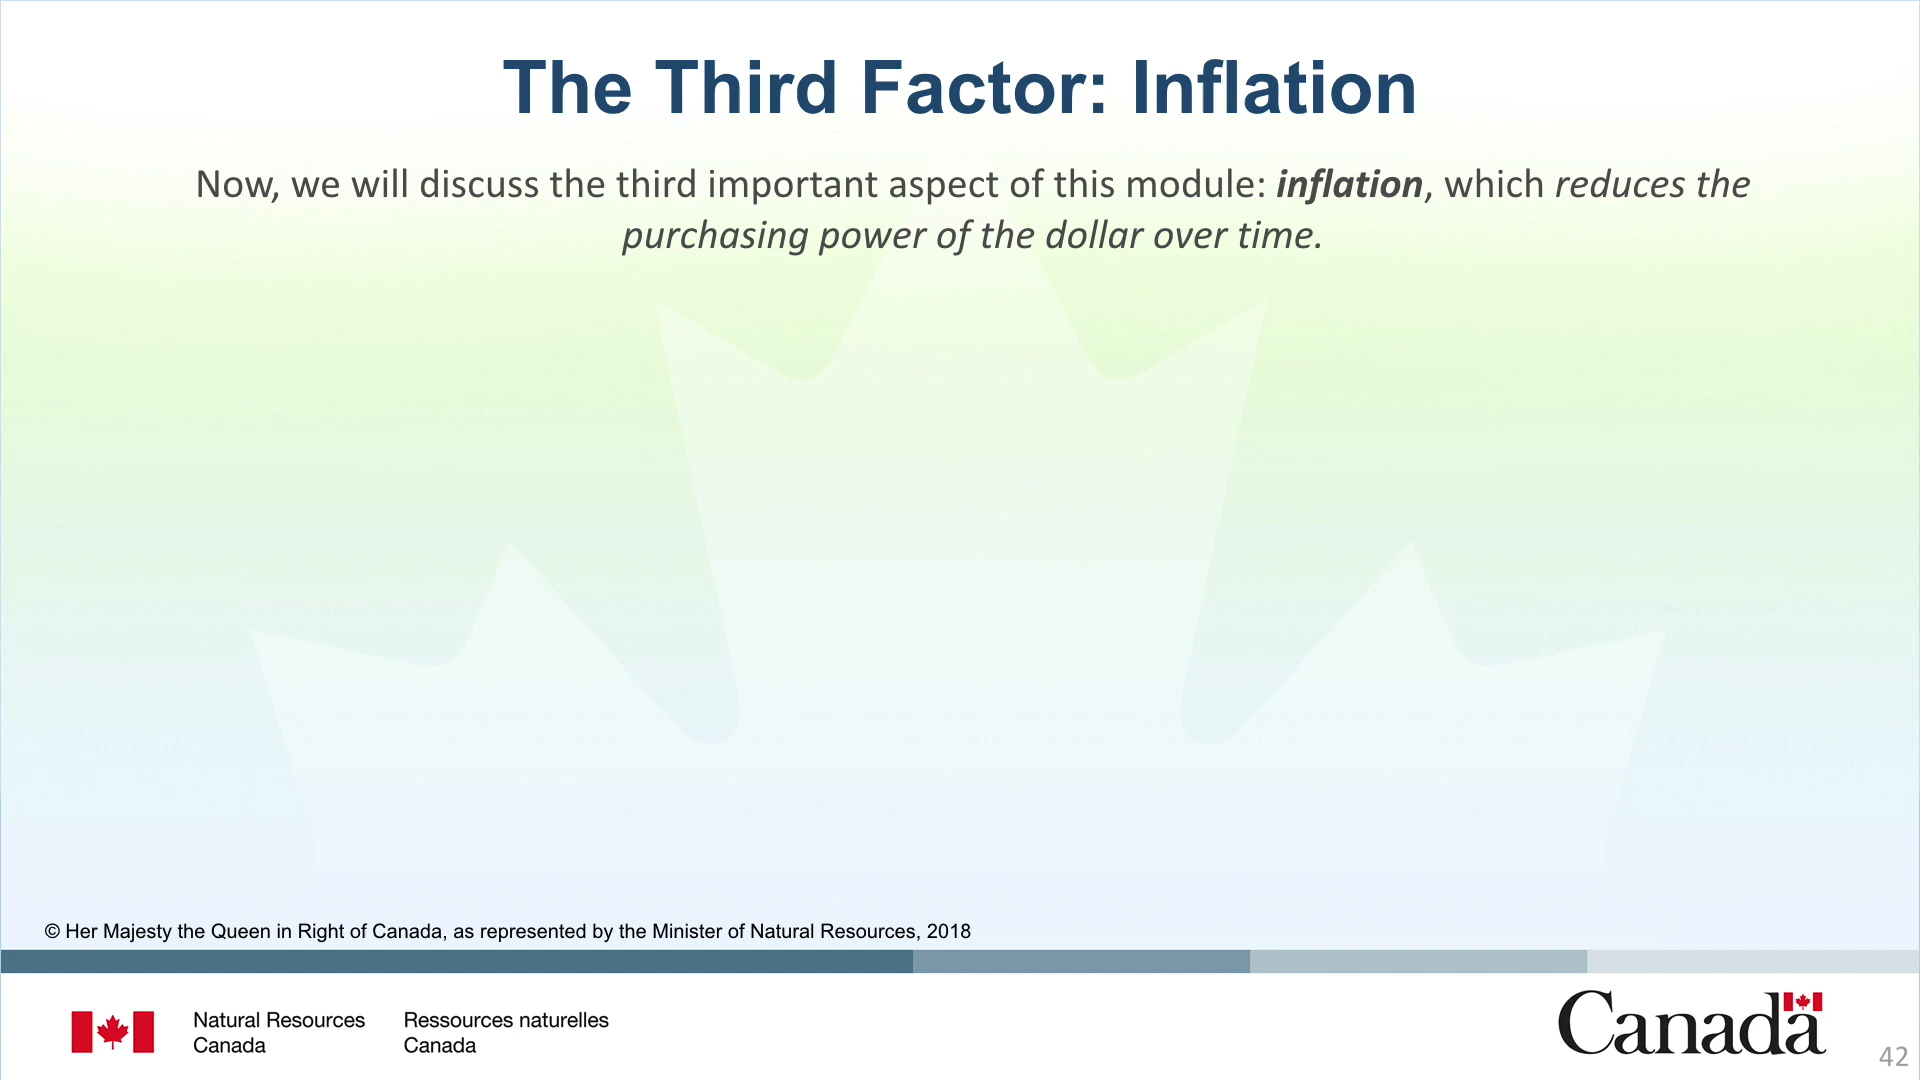 The Third Factor: Inflation
Now, we will discuss the third important aspect of this module: inflation, which reduces the
purchasing power of the dollar over time.
© Her Majesty the Queen in Right of Canada, as represented by the Minister of Natural Resources, 2018
Natural Resources
Canada
Ressources naturelles
Canada
Canada
42